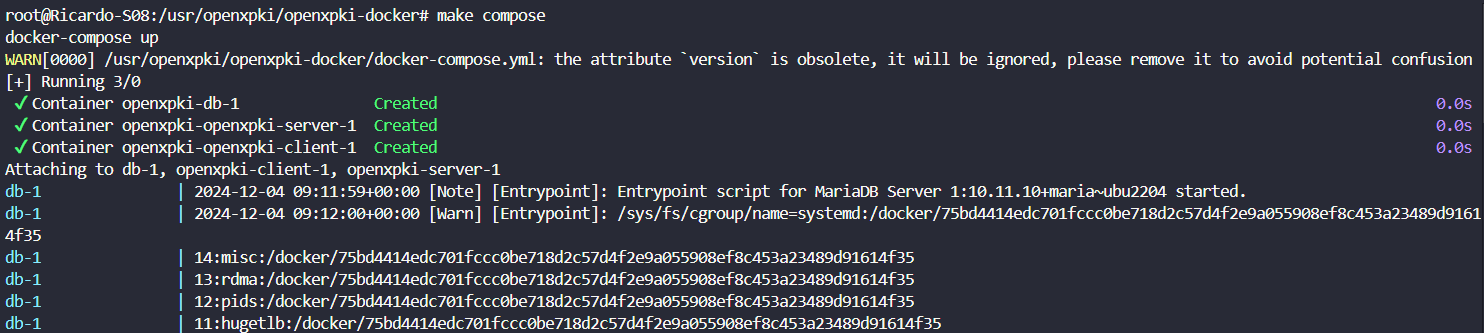 root@Ricardo-S08:/usr/openxpki/openxpki-docker# make compose
docker-compose up
WARN[0000] /usr/openxpki/openxpki-docker/docker-compose.yml: the attribute `version` is obsolete, it will be ignored, please remove it to avoid potential confusion
[+] Running 3/0
✓ Container openxpki-db-1 Created 0.0s
✓ Container openxpki-openxpki-server-1 Created 0.0s
✓ Container openxpki-openxpki-client-1 Created 0.0s
Attaching to db-1, openxpki-client-1, openxpki-server-1
db-1 | 2024-12-04 09:11:59+00:00 [Note] [Entrypoint]: Entrypoint script for MariaDB Server 1:10.11.10+maria~ubu2204 started.
db-1 | 2024-12-04 09:12:00+00:00 [Warn] [Entrypoint]: /sys/fs/cgroup/name=systemd:/docker/75bd4414edc701fccc0be718d2c57d4f2e9a055908ef8c453a23489d9161
4f35
db-1 | 14:misc:/docker/75bd4414edc701fccc0be718d2c57d4f2e9a055908ef8c453a23489d91614f35
db-1 | 13:rdma:/docker/75bd4414edc701fccc0be718d2c57d4f2e9a055908ef8c453a23489d91614f35
db-1 | 12:pids:/docker/75bd4414edc701fccc0be718d2c57d4f2e9a055908ef8c453a23489d91614f35
db-1 | 11:hugetlb:/docker/75bd4414edc701fccc0be718d2c57d4f2e9a055908ef8c453a23489d91614f35